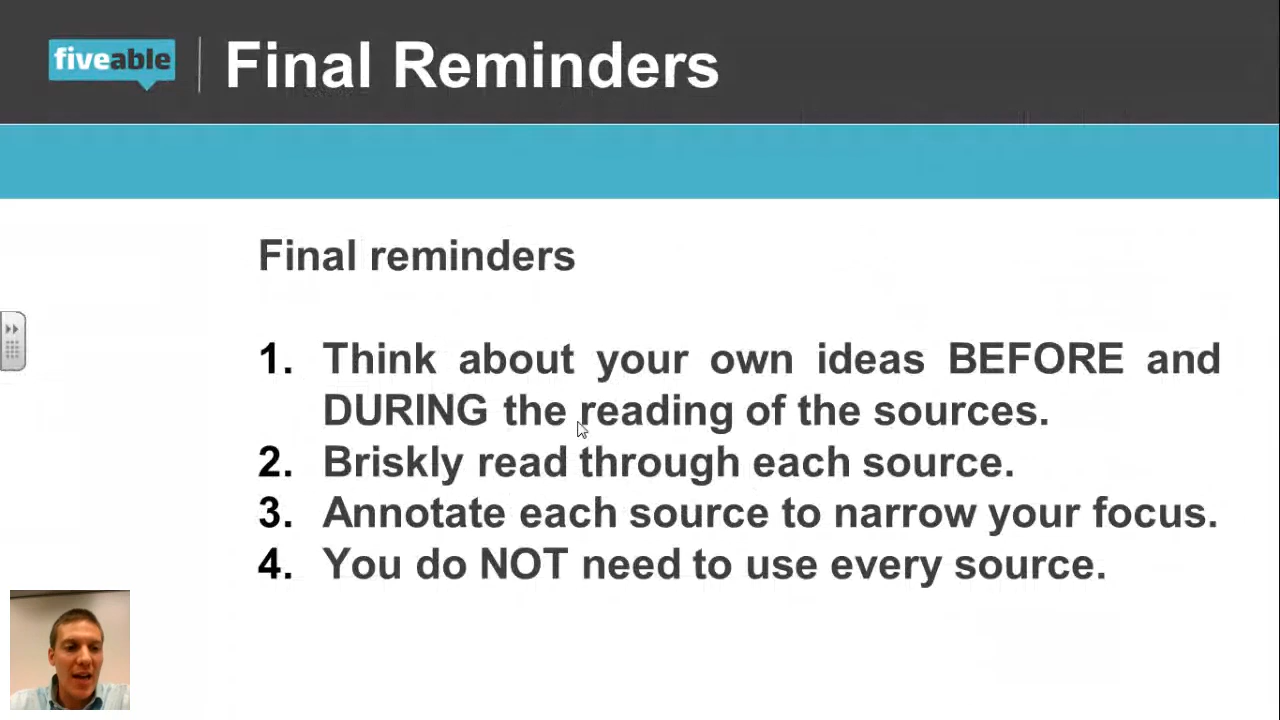 fiveable
Final Reminders
Final reminders
1. Think about your own ideas BEFORE and
DURING the reading of the sources.
2. Briskly read through each source.
3. Annotate each source to narrow your focus.
4. You do NOT need to use every source.